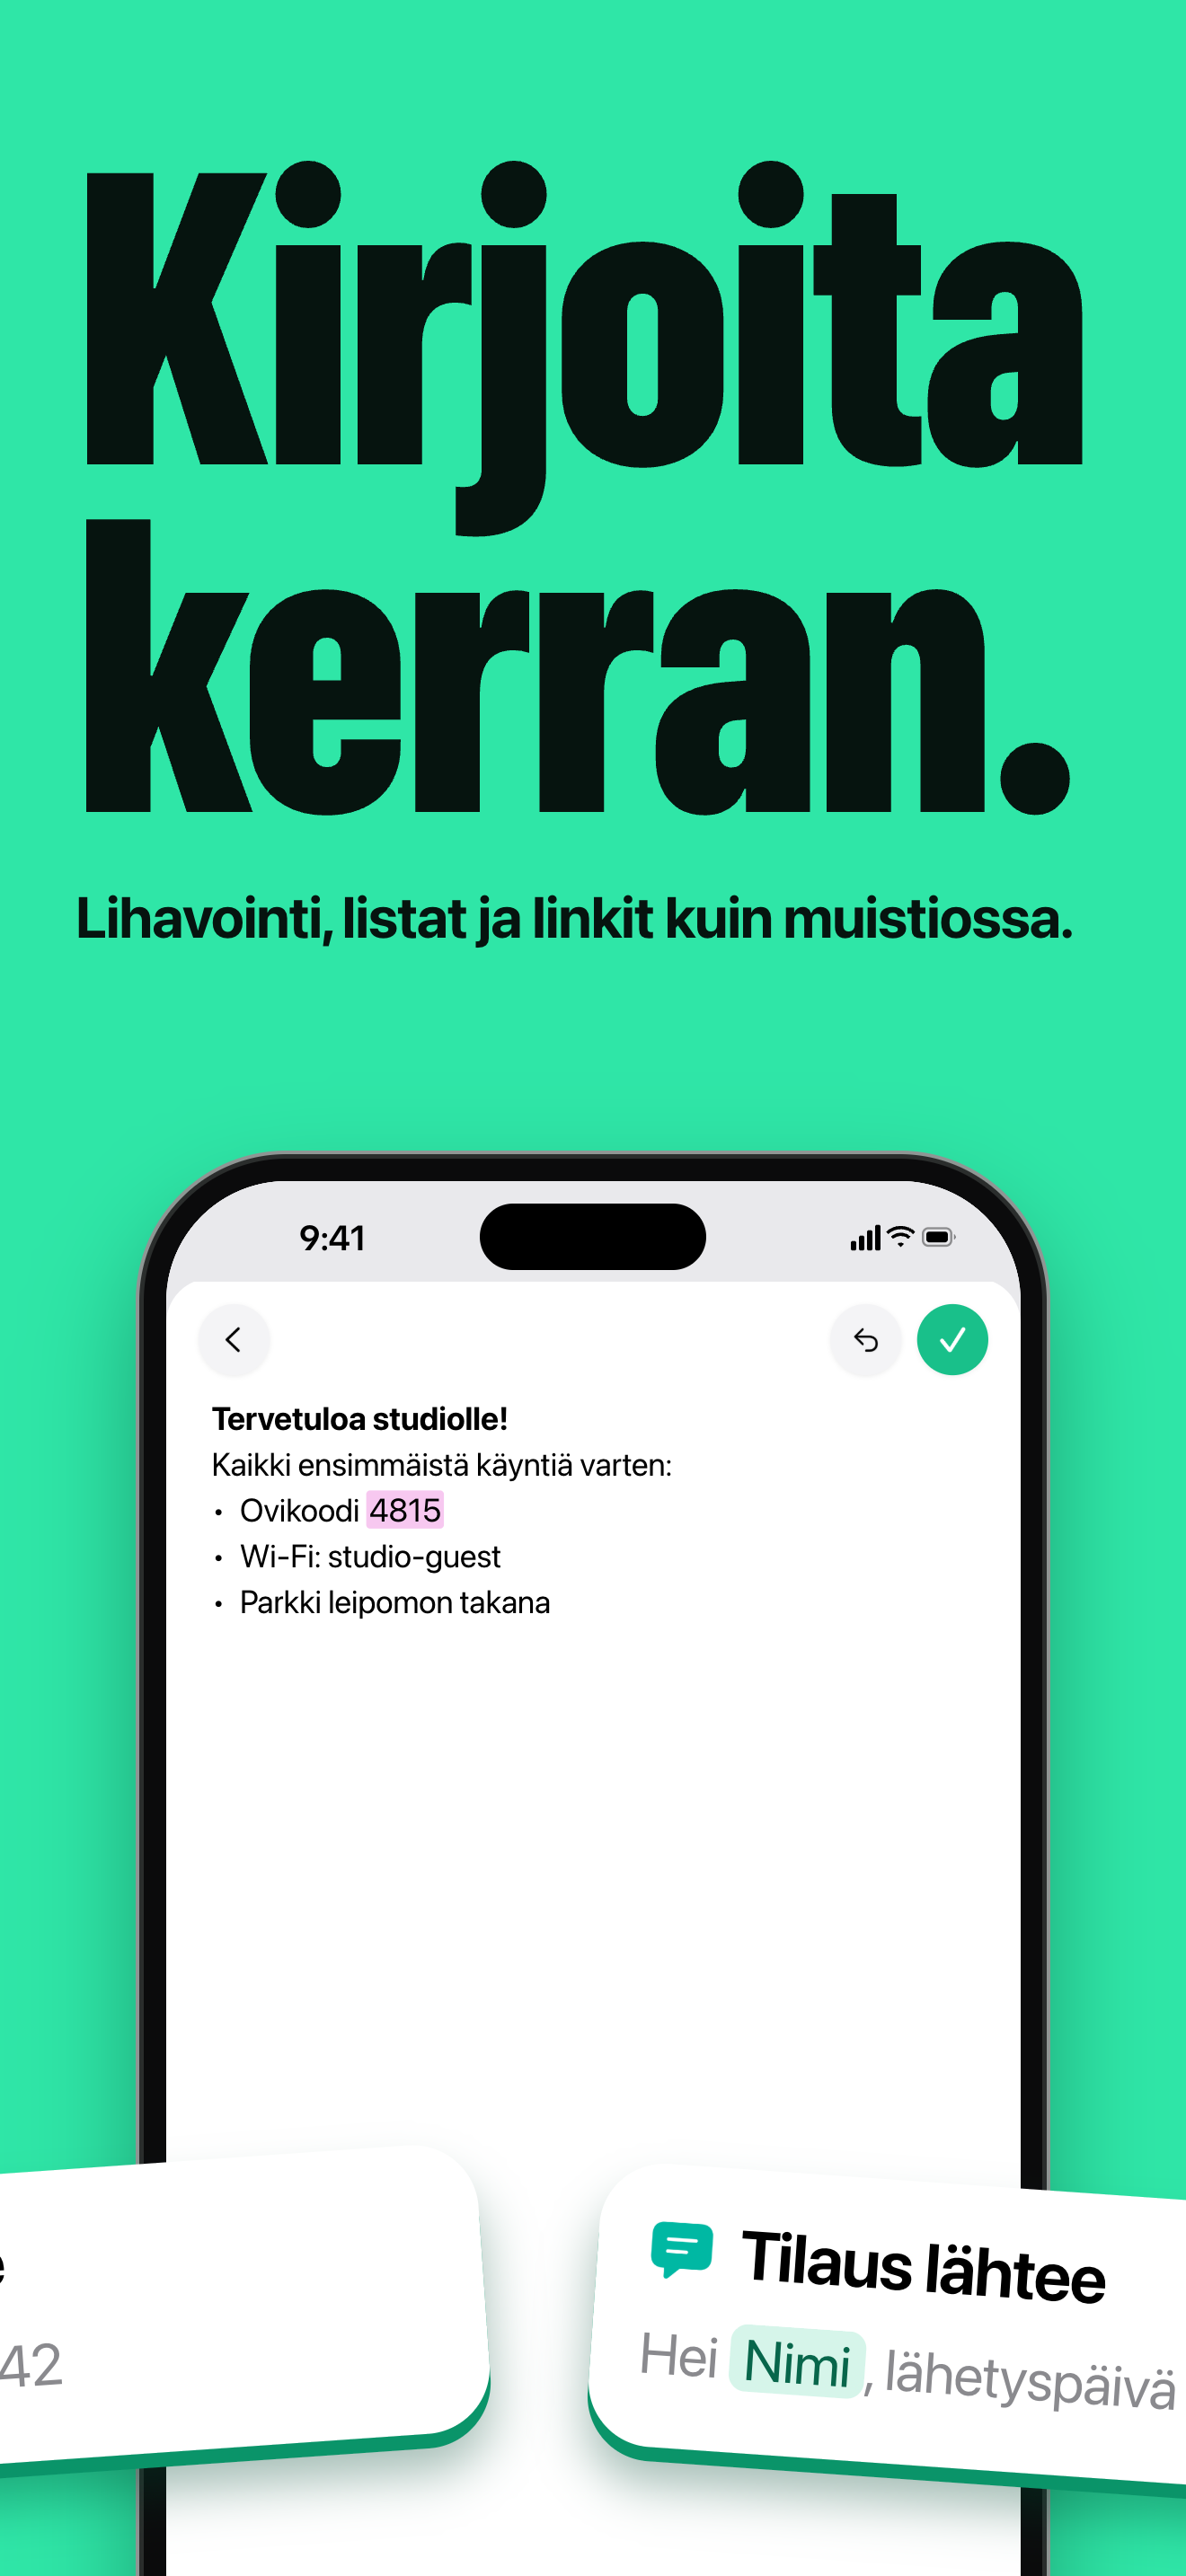 Kirjoita
kerran.
Lihavointi, listat ja linkit kuin muistiossa.
9:41
Tervetuloa studiolle!
Kaikki ensimmäistä käyntiä varten:
• Ovikoodi 4815
• Wi-Fi: studio-guest
• Parkki leipomon takana
42
Tilaus lähtee
Hei Nimi, lähetyspäivä